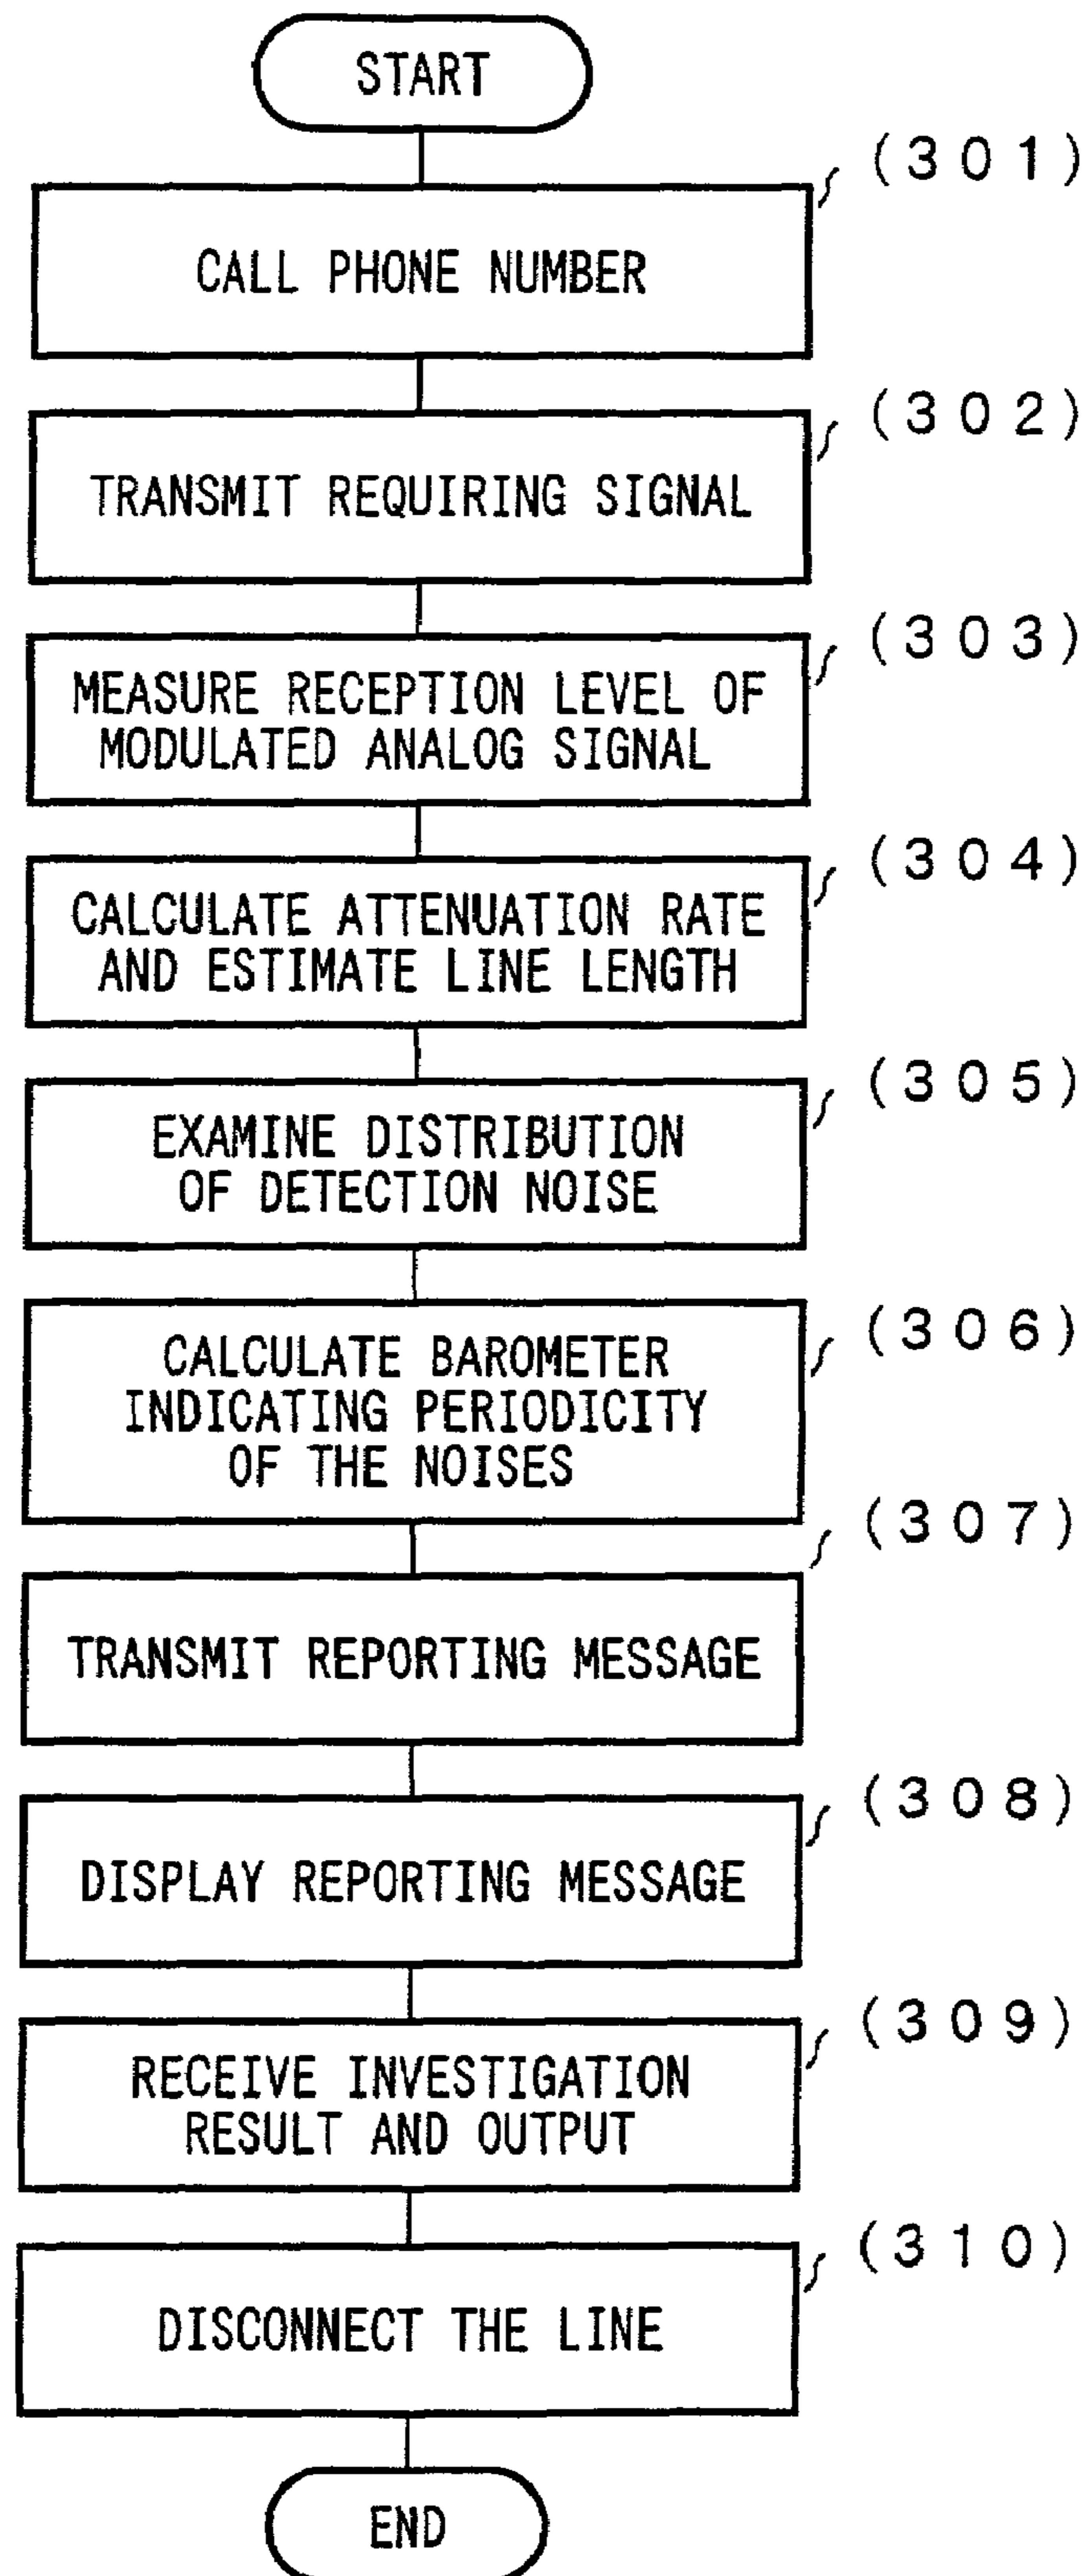 START
(301)
CALL PHONE NUMBER
(302)
TRANSMIT REQUIRING SIGNAL
(303)
MEASURE RECEPTION LEVEL OF
MODULATED ANALOG SIGNAL
(304)
CALCULATE ATTENUATION RATE
AND ESTIMATE LINE LENGTH
(305)
EXAMINE DISTRIBUTION
OF DETECTION NOISE
(306)
CALCULATE BAROMETER
INDICATING PERIODICITY
OF THE NOISES
(307)
TRANSMIT REPORTING MESSAGE
(308)
DISPLAY REPORTING MESSAGE
(309)
RECEIVE INVESTIGATION
RESULT AND OUTPUT
(310)
DISCONNECT THE LINE
END